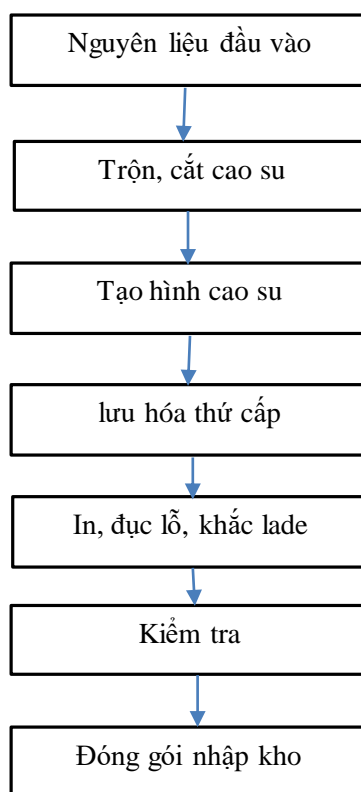 Nguyên liệu đầu vào
Trộn, cắt cao su
Tạo hình cao su
lưu hóa thứ cấp
In, đục lỗ, khắc lade
Kiểm tra
Đóng gói nhập kho